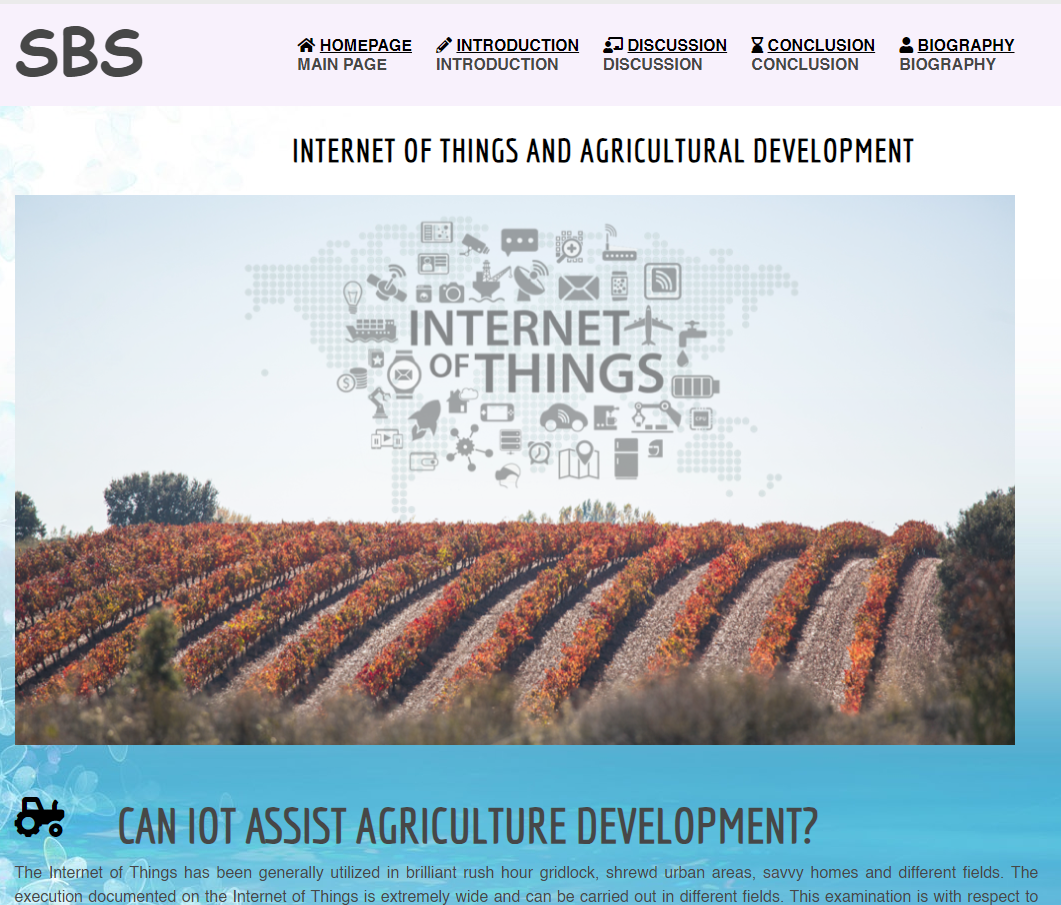 SBS
HOMEPAGE
MAIN PAGE
INTRODUCTION
INTRODUCTION
DISCUSSION
DISCUSSION
CONCLUSION
CONCLUSION
BIOGRAPHY
BIOGRAPHY
INTERNET OF THINGS AND AGRICULTURAL DEVELOPMENT
INTERNET
OF THINGS
CAN IOT ASSIST AGRICULTURE DEVELOPMENT?
The Internet of Things has been generally utilized in brilliant rush hour gridlock, shrewd urban areas, savvy homes and different fields. The
execution documented on the Internet of Things is extremely wide and can be carried out in different fields. This examination is with respect to